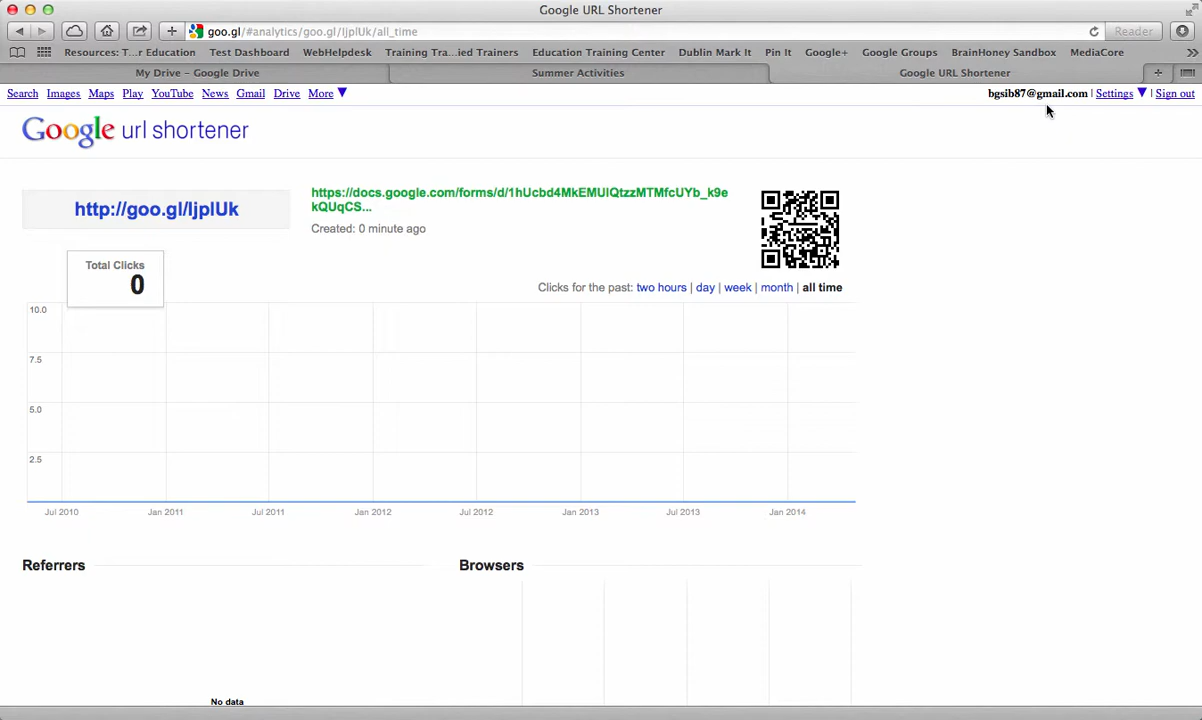 Google URL Shortener
goo.gl/#analytics/goo.gl/ljplUk/all_time
Reader
Resources: T...r Education Test Dashboard WebHelpdesk Training Tra...ied Trainers Education Training Center Dublin Mark It Pin It Google+ Google Groups BrainHoney Sandbox MediaCore
My Drive – Google Drive Summer Activities Google URL Shortener
Search Images Maps Play YouTube News Gmail Drive More ▼ bgsib87@gmail.com | Settings ▼ | Sign out
Google url shortener
http://goo.gl/ljplUk
https://docs.google.com/forms/d/1hUcbd4MkEMUlQtzzMTMfcUYb_k9e
kQUqCS...
Created: 0 minute ago
Total Clicks
0
Clicks for the past: two hours | day | week | month | all time
10.0
7.5
5.0
2.5
Jul 2010 Jan 2011 Jul 2011 Jan 2012 Jul 2012 Jan 2013 Jul 2013 Jan 2014
Referrers
Browsers
No data